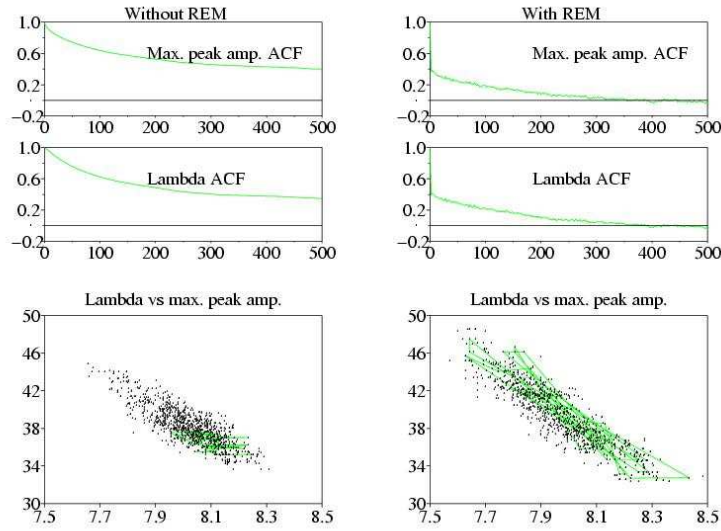 Without REM
1.0
0.6
0.2
−0.2
Max. peak amp. ACF
0 100 200 300 400 500
1.0
0.6
0.2
−0.2
Lambda ACF
0 100 200 300 400 500
Lambda vs max. peak amp.
50
46
42
38
34
30
7.5 7.7 7.9 8.1 8.3 8.5
With REM
1.0
0.6
0.2
−0.2
Max. peak amp. ACF
0 100 200 300 400 500
1.0
0.6
0.2
−0.2
Lambda ACF
0 100 200 300 400 500
Lambda vs max. peak amp.
50
46
42
38
34
30
7.5 7.7 7.9 8.1 8.3 8.5